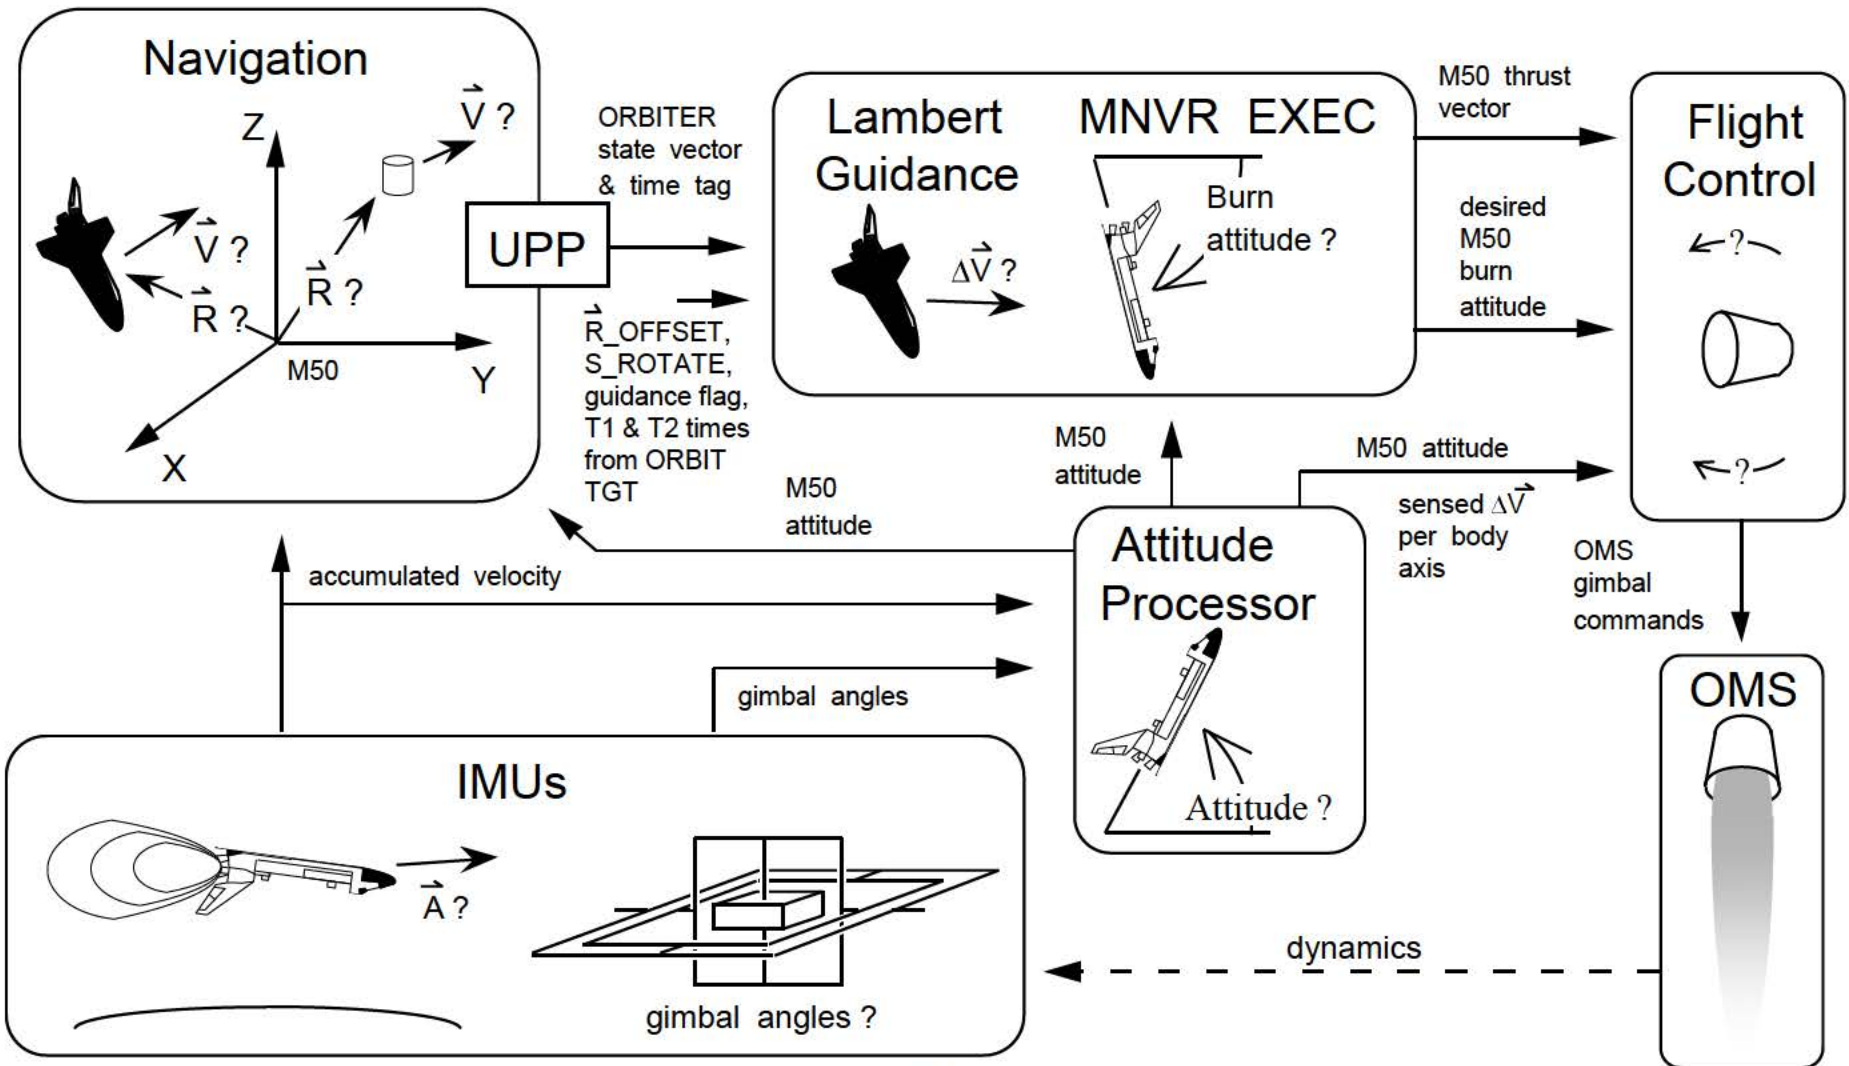 Navigation
Z
V ?
V ?
R ?
R ?
M50
Y
X
UPP
ORBITER
state vector
& time tag
R_OFFSET,
S_ROTATE,
guidance flag,
T1 & T2 times
from ORBIT
TGT
Lambert
Guidance
ΔV ?
MNVR EXEC
Burn
attitude ?
M50 thrust
vector
desired
M50
burn
attitude
Flight
Control
?
?
M50
attitude
M50
attitude
M50 attitude
sensed ΔV
per body
axis
OMS
gimbal
commands
accumulated velocity
gimbal angles
Attitude
Processor
Attitude ?
OMS
IMUs
A ?
gimbal angles ?
dynamics